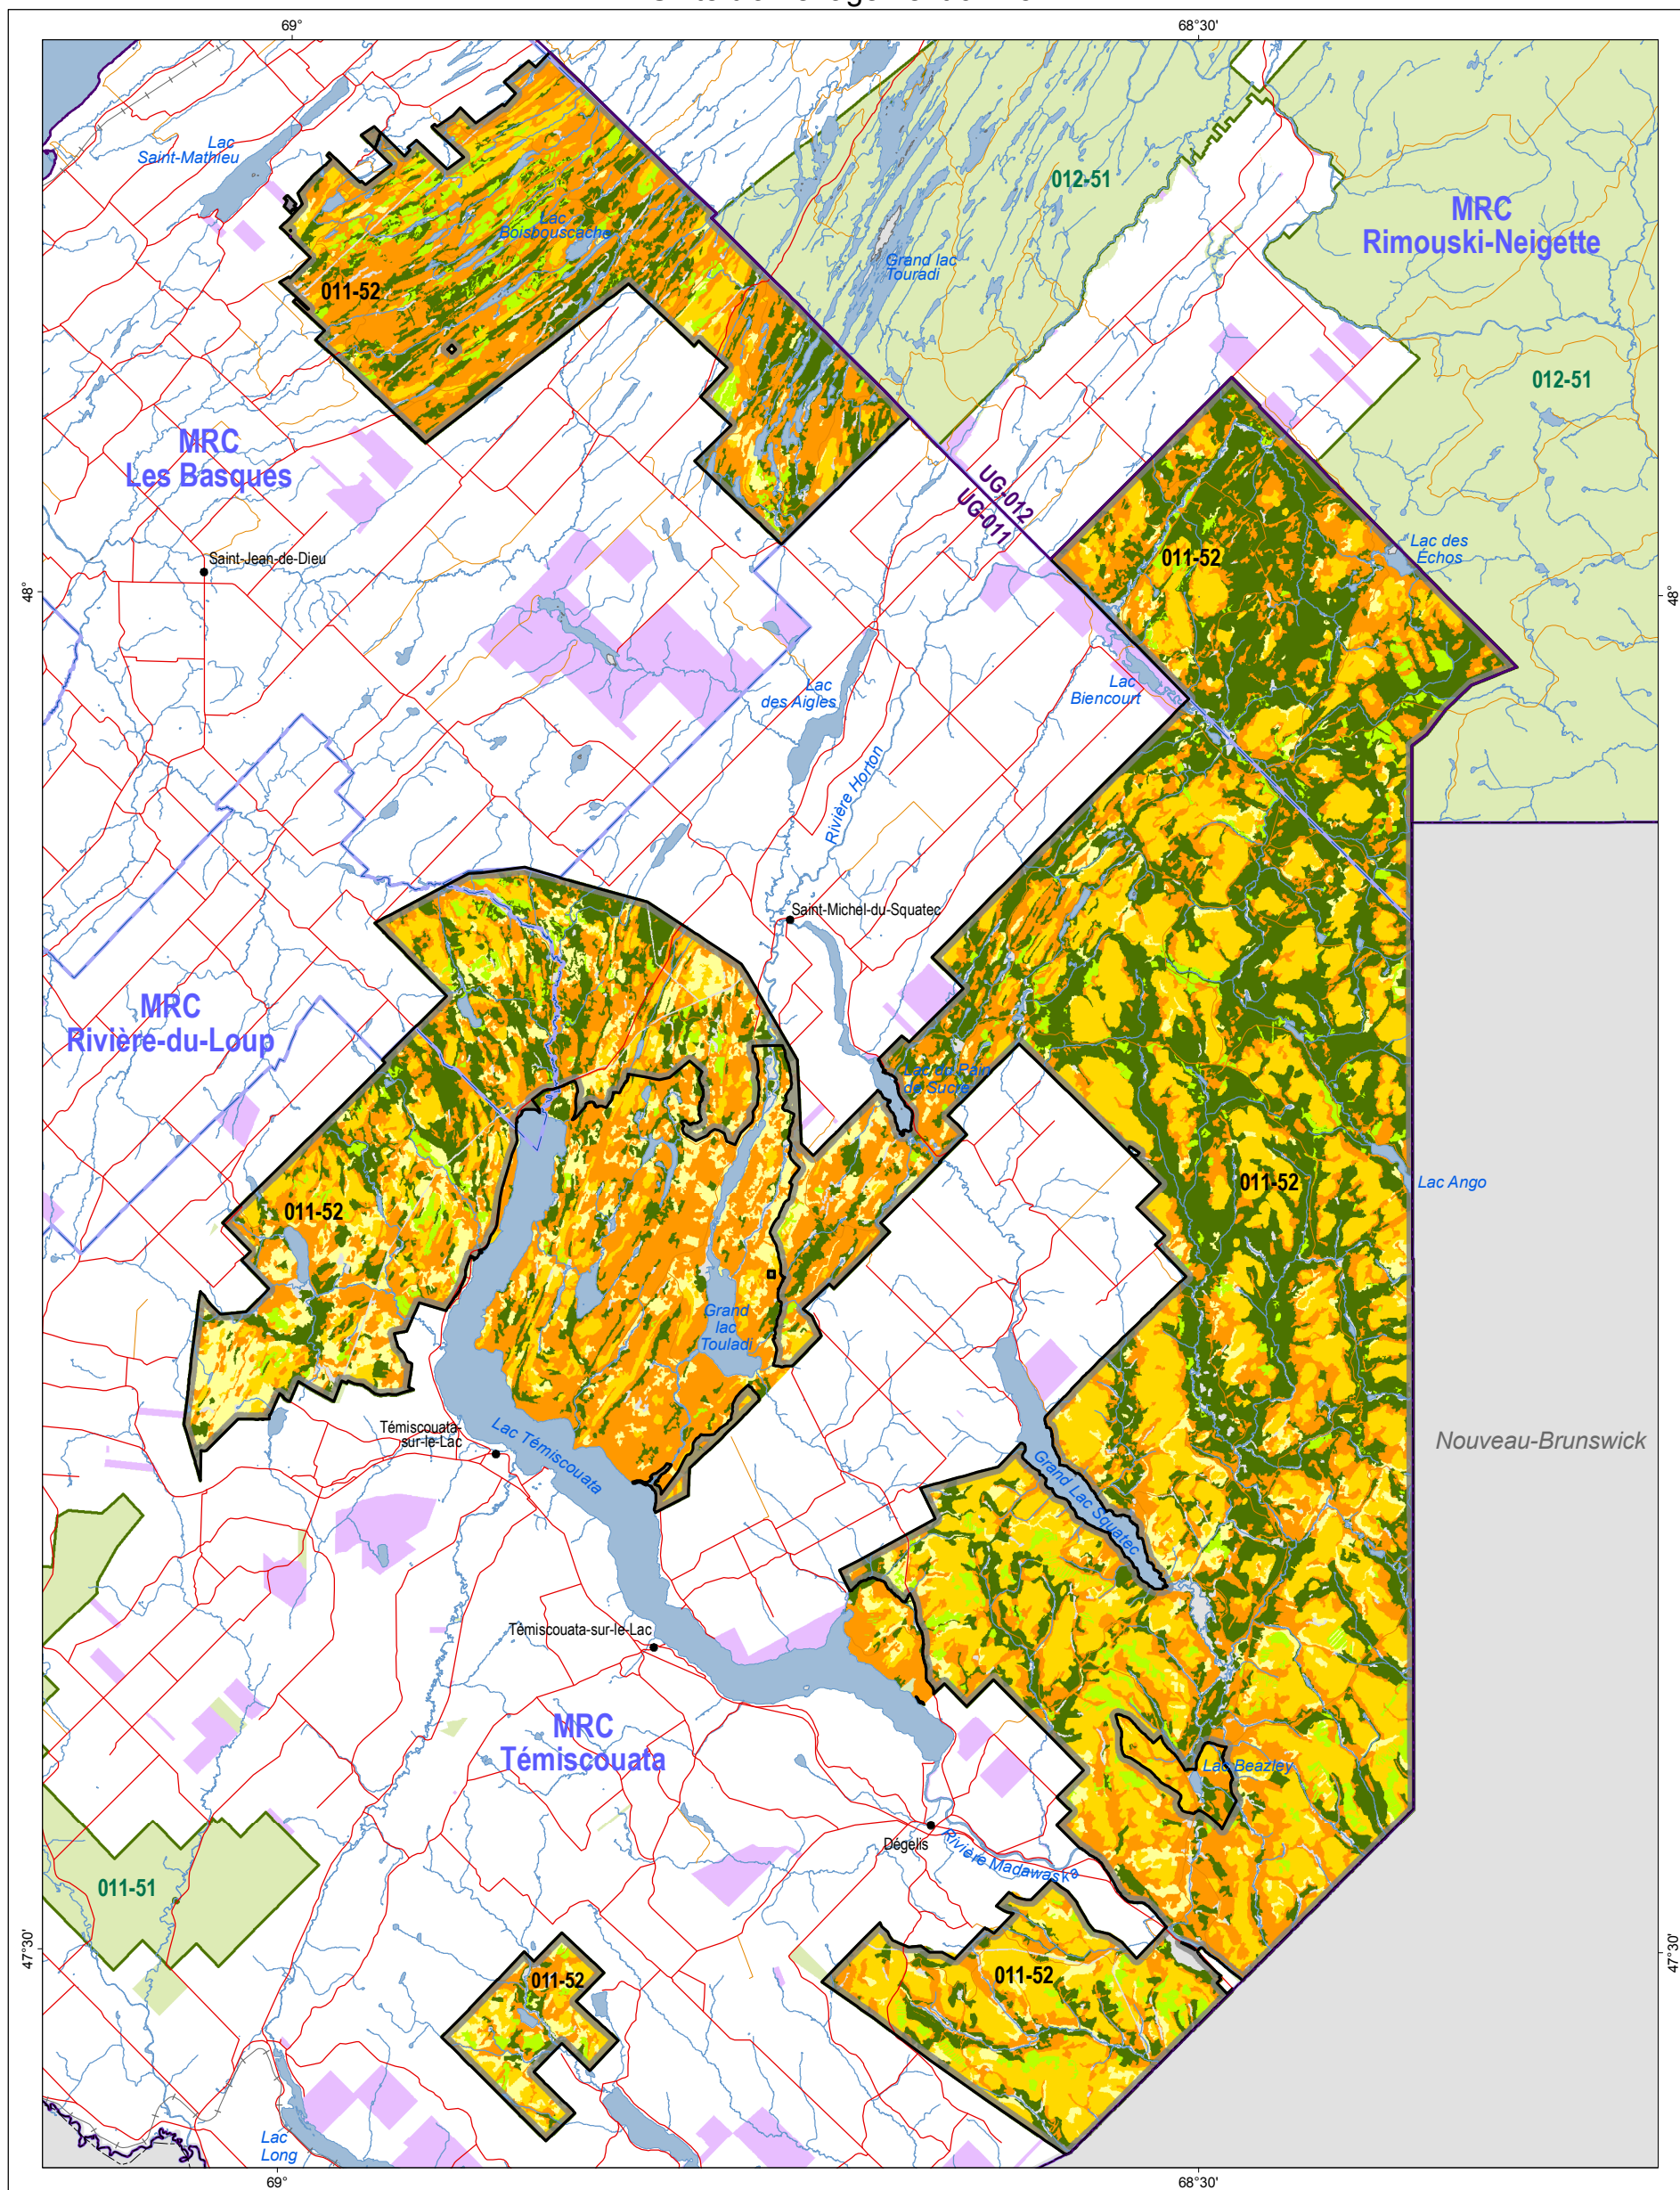 69°
68°30'
Lac
Saint-Mathieu
012-51
MRC
Rimouski-Neigette
Lac
Boisbouscache
Grand lac
Touradi
011-52
012-51
MRC
Les Basques
UG-012
UG-011
Lac des
Échos
011-52
Saint-Jean-de-Dieu
48°
48°
Lac
des Aigles
Lac
Biencourt
Rivière Horton
Saint-Michel-du-Squatec
MRC
Rivière-du-Loup
Lac du Pain
de Sucre
011-52
Lac Ango
011-52
Grand
lac
Touladi
Témiscouata-
sur-le-Lac
Lac Témiscouata
Nouveau-Brunswick
Grand Lac Squatec
Témiscouata-sur-le-Lac
MRC
Témiscouata
Lac Beazley
Dégelis
Rivière Madawaska
011-51
47°30'
47°30'
011-52
011-52
Lac
Long
69°
68°30'